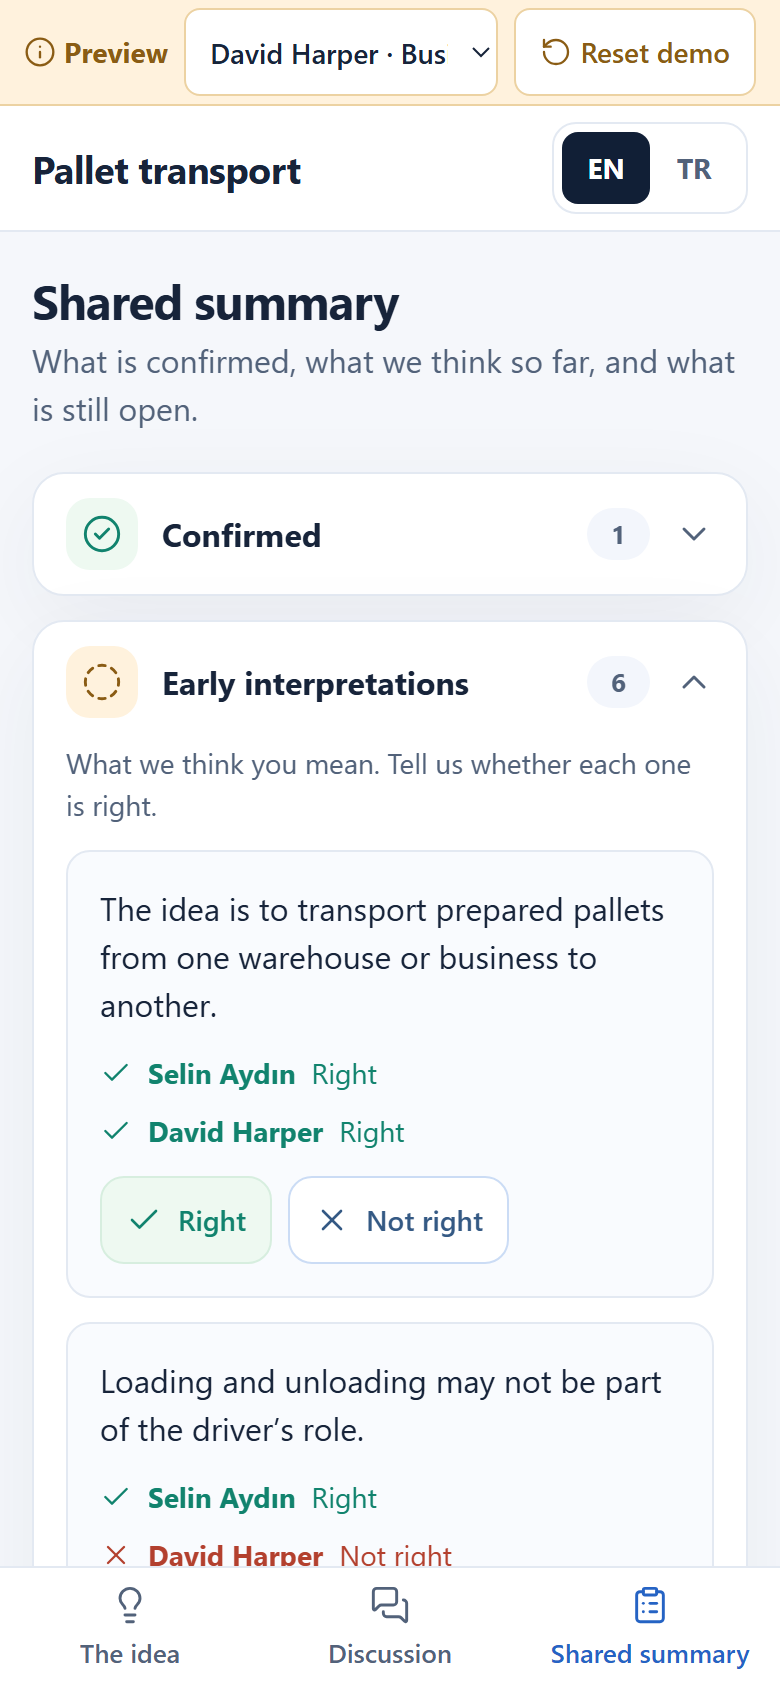 Preview
David Harper · Bus
Reset demo
Pallet transport
EN
TR
Shared summary
What is confirmed, what we think so far, and what
is still open.
Confirmed
1
Early interpretations
6
What we think you mean. Tell us whether each one
is right.
The idea is to transport prepared pallets
from one warehouse or business to
another.
Selin Aydın Right
David Harper Right
Right
Not right
Loading and unloading may not be part
of the driver’s role.
Selin Aydın Right
David Harper Not right
The idea
Discussion
Shared summary